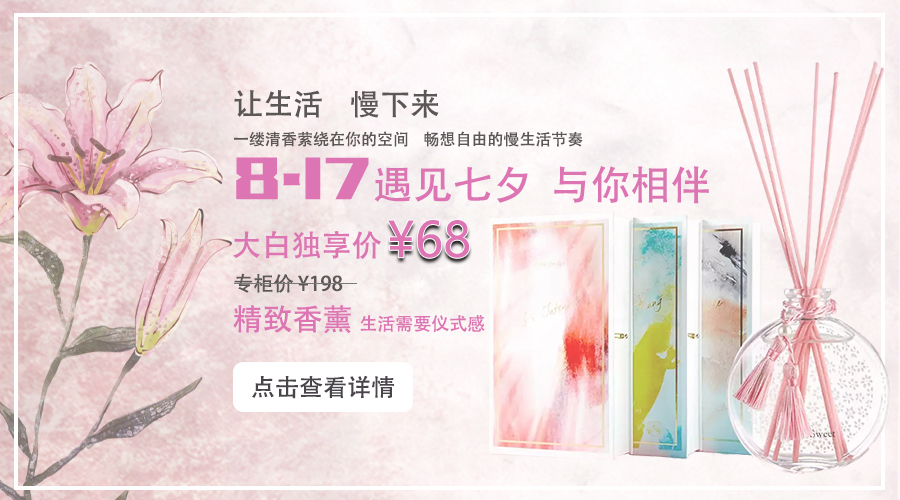 让生活 慢下来
一缕清香萦绕在你的空间 畅想自由的慢生活节奏
8-17遇见七夕 与你相伴
大白独享价 ¥68
专柜价 ¥198
精致香薰 生活需要仪式感
点击查看详情
Sweet